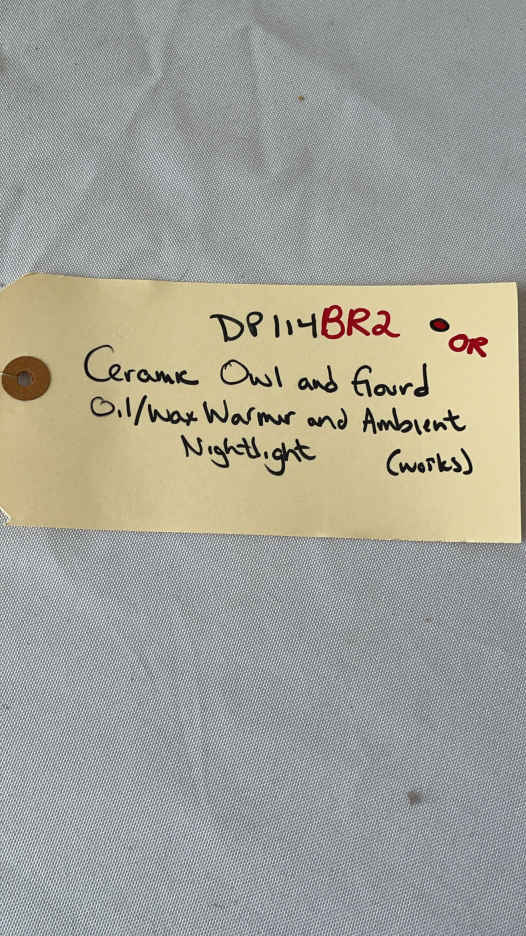 DP114BR2 OR
Ceramic Owl and Gourd
Oil/Wax Warmer and Ambient
Nightlight (works)